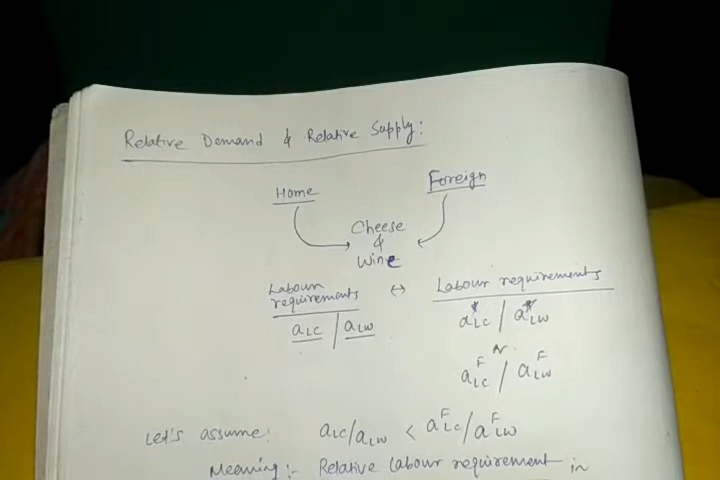 Relative Demand & Relative Supply:
Home Foreign
Cheese
&
Wine
Labour requirements ↔ Labour requirements
aLC / aLW a*LC / a*LW
or
aFLC / aFLW
Let's assume: aLC/aLW < aFLC/aFLW
Meaning:- Relative labour requirement in